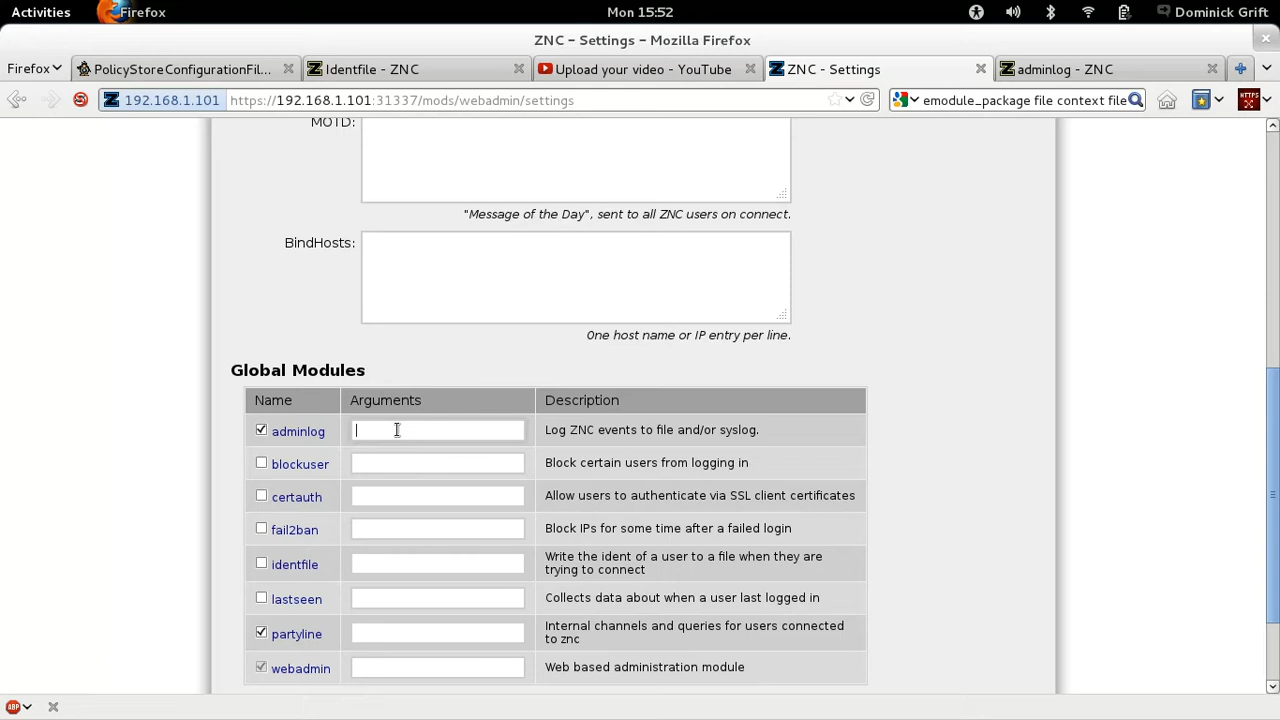 Activities
Firefox
Mon 15:52
Dominick Grift
ZNC – Settings – Mozilla Firefox
Firefox
PolicyStoreConfigurationFil...
Identfile - ZNC
Upload your video - YouTube
ZNC - Settings
adminlog - ZNC
192.168.1.101
https://192.168.1.101:31337/mods/webadmin/settings
emodule_package file context file
HTTPS
MOTD:
"Message of the Day", sent to all ZNC users on connect.
BindHosts:
One host name or IP entry per line.
Global Modules
Name
Arguments
Description
adminlog
Log ZNC events to file and/or syslog.
blockuser
Block certain users from logging in
certauth
Allow users to authenticate via SSL client certificates
fail2ban
Block IPs for some time after a failed login
identfile
Write the ident of a user to a file when they are
trying to connect
lastseen
Collects data about when a user last logged in
partyline
Internal channels and queries for users connected
to znc
webadmin
Web based administration module
ABP